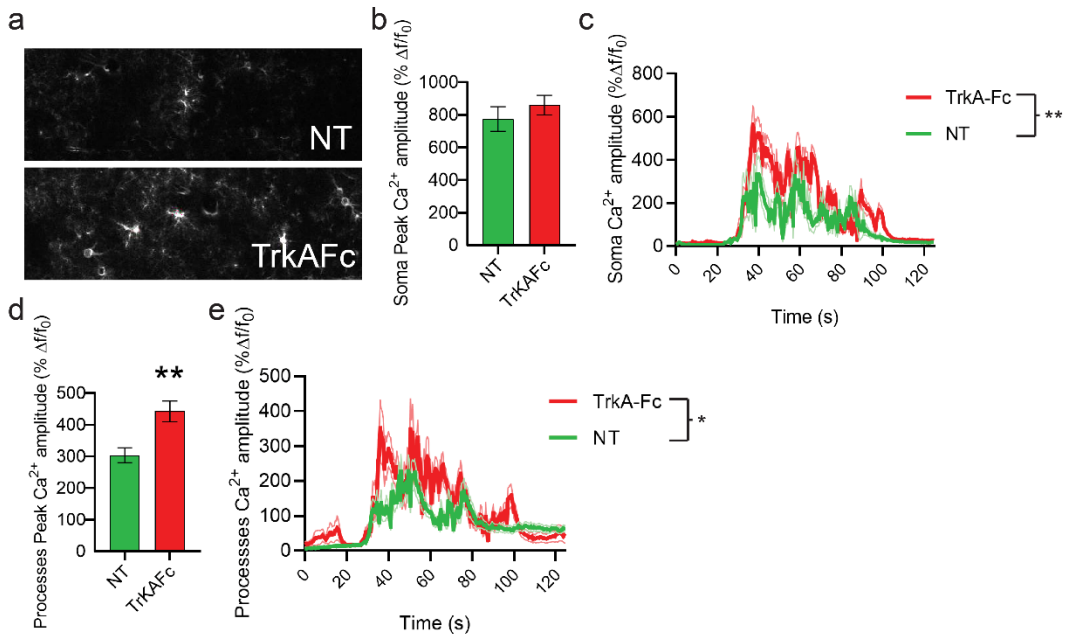 a
NT
TrkAFc
b
Soma Peak Ca2+ amplitude (% Δf/f0)
1000
800
600
400
200
0
NT
TrKAFc
c
Soma Ca2+ amplitude (%Δf/f0)
800
600
400
200
0
0
20
40
60
80
100
120
Time (s)
TrkA-Fc
NT
**
d
Processes Peak Ca2+ amplitude (% Δf/f0)
500
400
300
200
100
0
**
NT
TrKAFc
e
Processses Ca2+ amplitude (%Δf/f0)
500
400
300
200
100
0
0
20
40
60
80
100
120
Time (s)
TrkA-Fc
NT
*